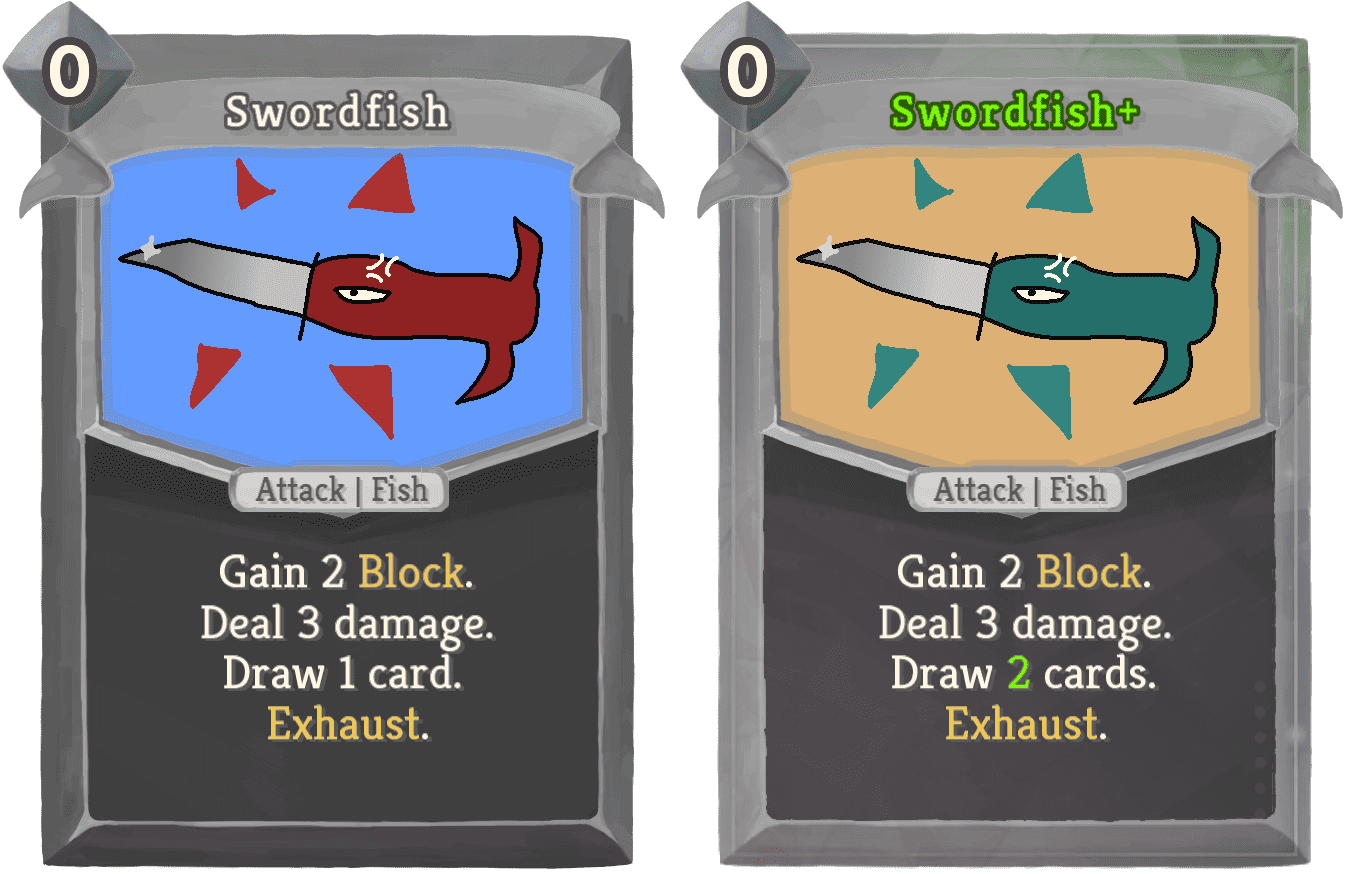 0
Swordfish
Attack | Fish
Gain 2 Block.
Deal 3 damage.
Draw 1 card.
Exhaust.
0
Swordfish+
Attack | Fish
Gain 2 Block.
Deal 3 damage.
Draw 2 cards.
Exhaust.